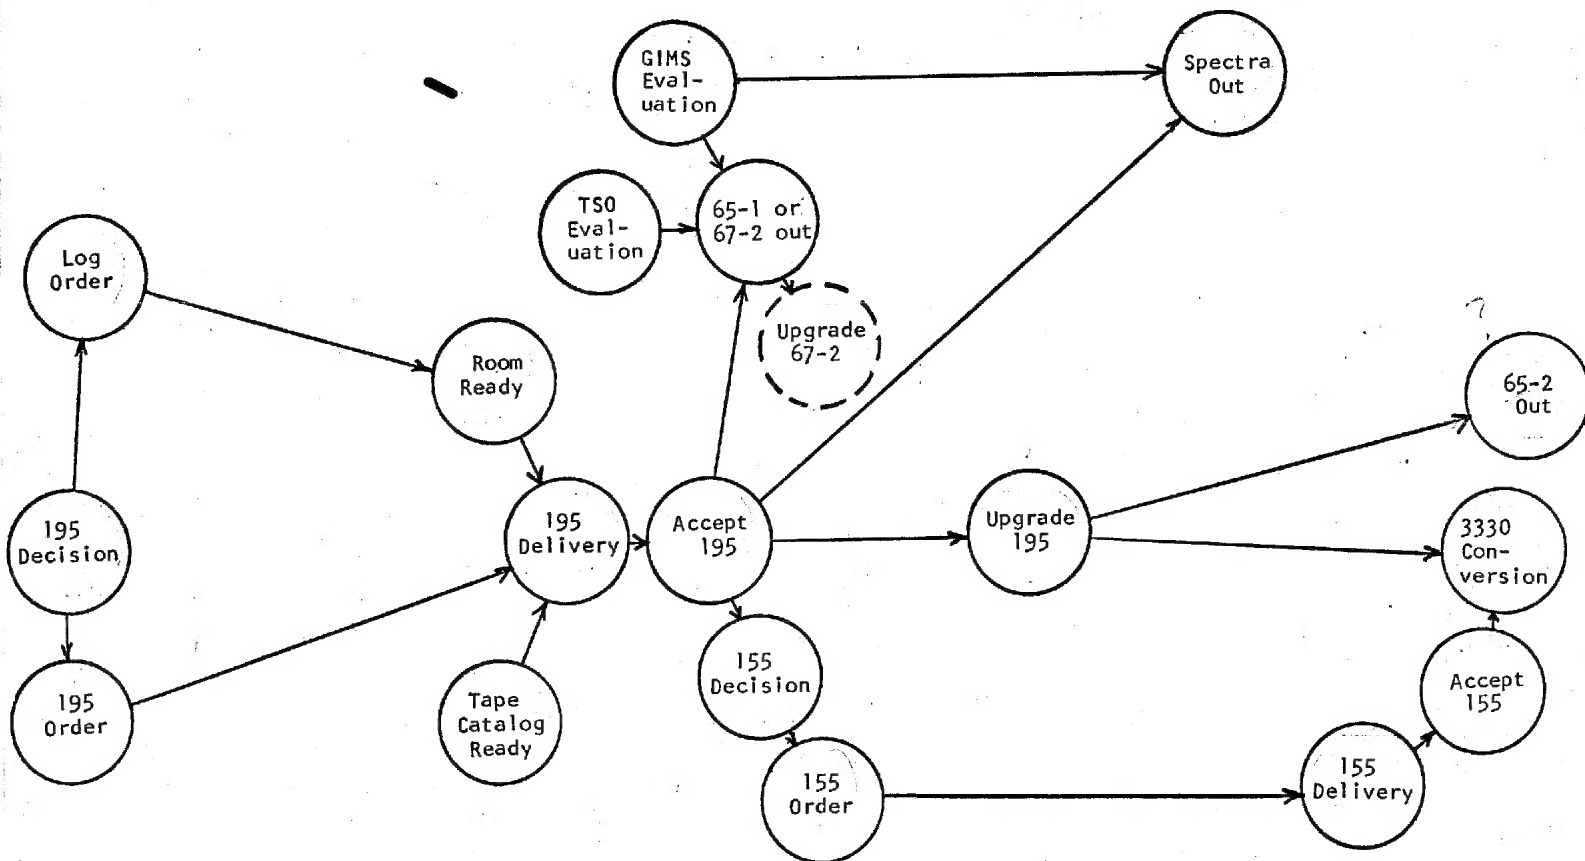 GIMS
Eval-
uation
Spectra
Out
TSO
Eval-
uation
65-1 or
67-2 out
Log
Order
Upgrade
67-2
Room
Ready
65-2
Out
195
Decision
195
Delivery
Accept
195
Upgrade
195
3330
Con-
version
195
Order
Tape
Catalog
Ready
155
Decision
155
Order
155
Delivery
Accept
155